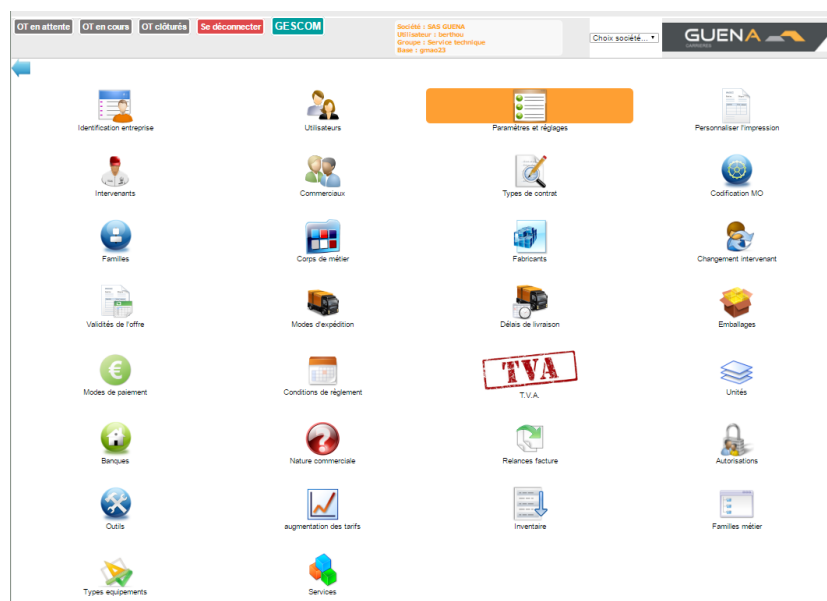 OT en attente OT en cours OT clôturés Se déconnecter GESCOM
Société : SAS GUENA
Utilisateur : berthou
Groupe : Service technique
Base : gmao23
Choix société...
GUENA
CARRIERES
Identification entreprise Utilisateurs Paramètres et réglages Personnaliser l'impression
Intervenants Commerciaux Types de contrat Codification MO
Familles Corps de métier Fabricants Changement intervenant
Validités de l'offre Modes d'expédition Délais de livraison Emballages
TVA
Modes de paiement Conditions de règlement T.V.A. Unités
Banques Nature commerciale Relances facture Autorisations
Outils augmentation des tarifs Inventaire Familles métier
Types equipements Services